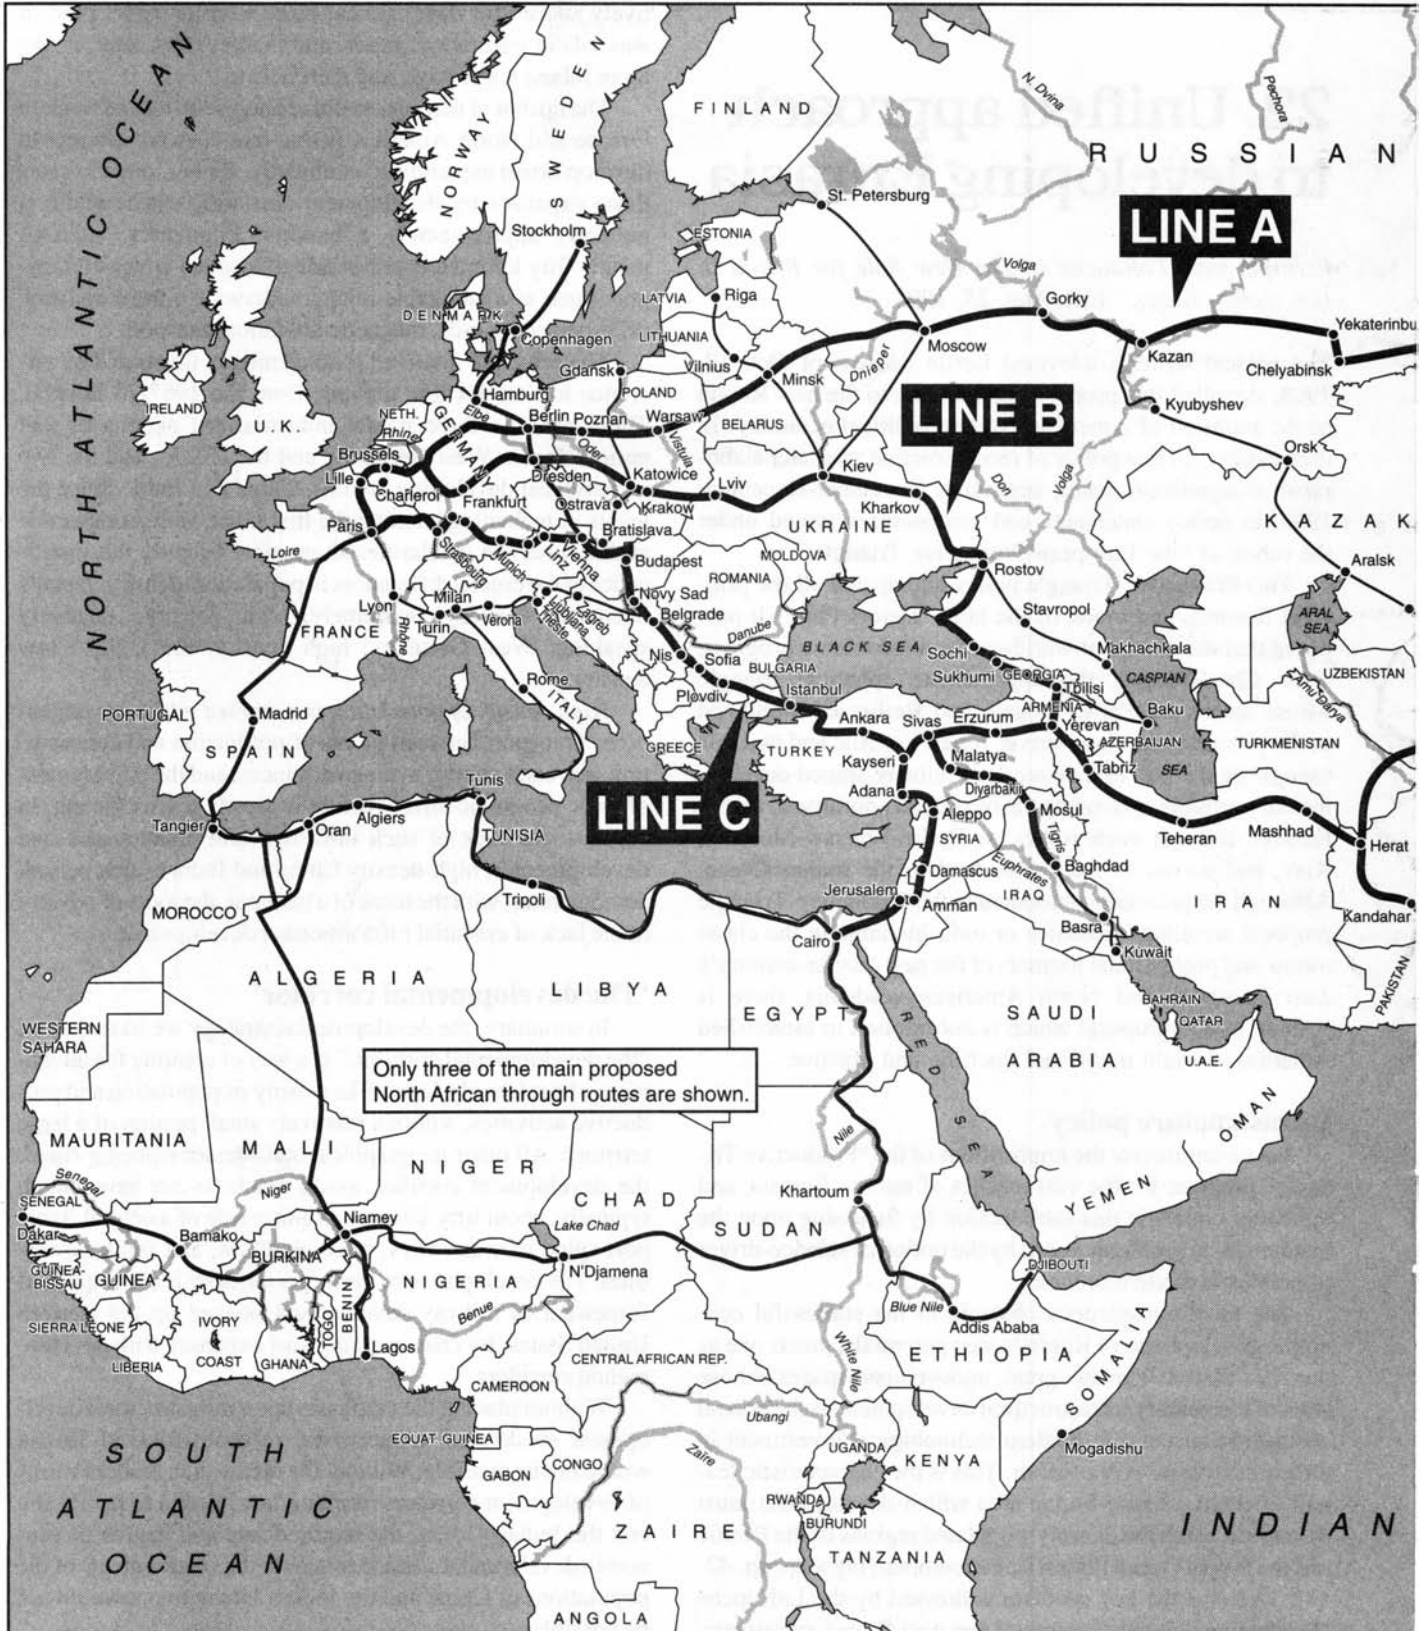 NORTH ATLANTIC OCEAN
NORWAY
SWEDEN
FINLAND
N. Dvina
Pechora
RUSSIAN
St. Petersburg
LINE A
ESTONIA
Stockholm
Volga
LATVIA
Riga
Gorky
DENMARK
LITHUANIA
Yekaterinbu
Copenhagen
Moscow
Kazan
Gdansk
Vilnius
Dnieper
Chelyabinsk
POLAND
Minsk
Hamburg
LINE B
Kyubyshev
IRELAND
U.K.
NETH.
Elbe
Berlin
Poznan
Warsaw
BELARUS
Rhine
GERMANY
Oder
Vistula
Orsk
Brussels
Lille
Dresden
Katowice
Kiev
Don
Volga
Charleroi
Frankfurt
Ostrava
Krakow
Lviv
Kharkov
UKRAINE
KAZAK
Paris
Strasbourg
Munich
Linz
Vienna
Bratislava
Loire
Budapest
MOLDOVA
Rostov
Aralsk
ROMANIA
Lyon
Milan
Novy Sad
Stavropol
ARAL
SEA
Turin
Verona
Trieste
Ljubljana
Zagreb
Belgrade
FRANCE
Rhône
Danube
BLACK SEA
Sochi
Makhachkala
Nis
Sofia
BULGARIA
Sukhumi
GEORGIA
CASPIAN
UZBEKISTAN
Rome
Plovdiv
Istanbul
Tbilisi
Amu Darya
PORTUGAL
Madrid
ITALY
ARMENIA
Baku
Ankara
Sivas
Erzurum
Yerevan
SPAIN
GREECE
TURKEY
AZERBAIJAN
TURKMENISTAN
Kayseri
Malatya
SEA
Tunis
Tabriz
Adana
Diyarbakir
LINE C
Mosul
Tangier
Oran
Algiers
TUNISIA
Aleppo
Teheran
Mashhad
SYRIA
Tigris
Herat
Euphrates
Baghdad
Damascus
Tripoli
Jerusalem
IRAQ
IRAN
Amman
MOROCCO
Basra
Kandahar
Cairo
Kuwait
ALGERIA
LIBYA
EGYPT
BAHRAIN
PAKISTAN
SAUDI
QATAR
WESTERN
SAHARA
RED SEA
ARABIA
U.A.E.
Only three of the main proposed
North African through routes are shown.
OMAN
MAURITANIA
MALI
Nile
NIGER
YEMEN
Senegal
Niger
CHAD
Khartoum
SENEGAL
Niamey
Lake Chad
SUDAN
Dakar
Bamako
BURKINA
N'Djamena
DJIBOUTI
GUINEA-
BISSAU
GUINEA
NIGERIA
BENIN
TOGO
Benue
Blue Nile
SIERRA LEONE
IVORY
COAST
Addis Ababa
LIBERIA
GHANA
Lagos
White Nile
CENTRAL AFRICAN REP.
ETHIOPIA
CAMEROON
SOMALIA
Ubangi
EQUAT. GUINEA
Zaïre
UGANDA
Mogadishu
SOUTH
ATLANTIC
OCEAN
GABON
CONGO
KENYA
RWANDA
BURUNDI
ZAIRE
INDIAN
TANZANIA
ANGOLA